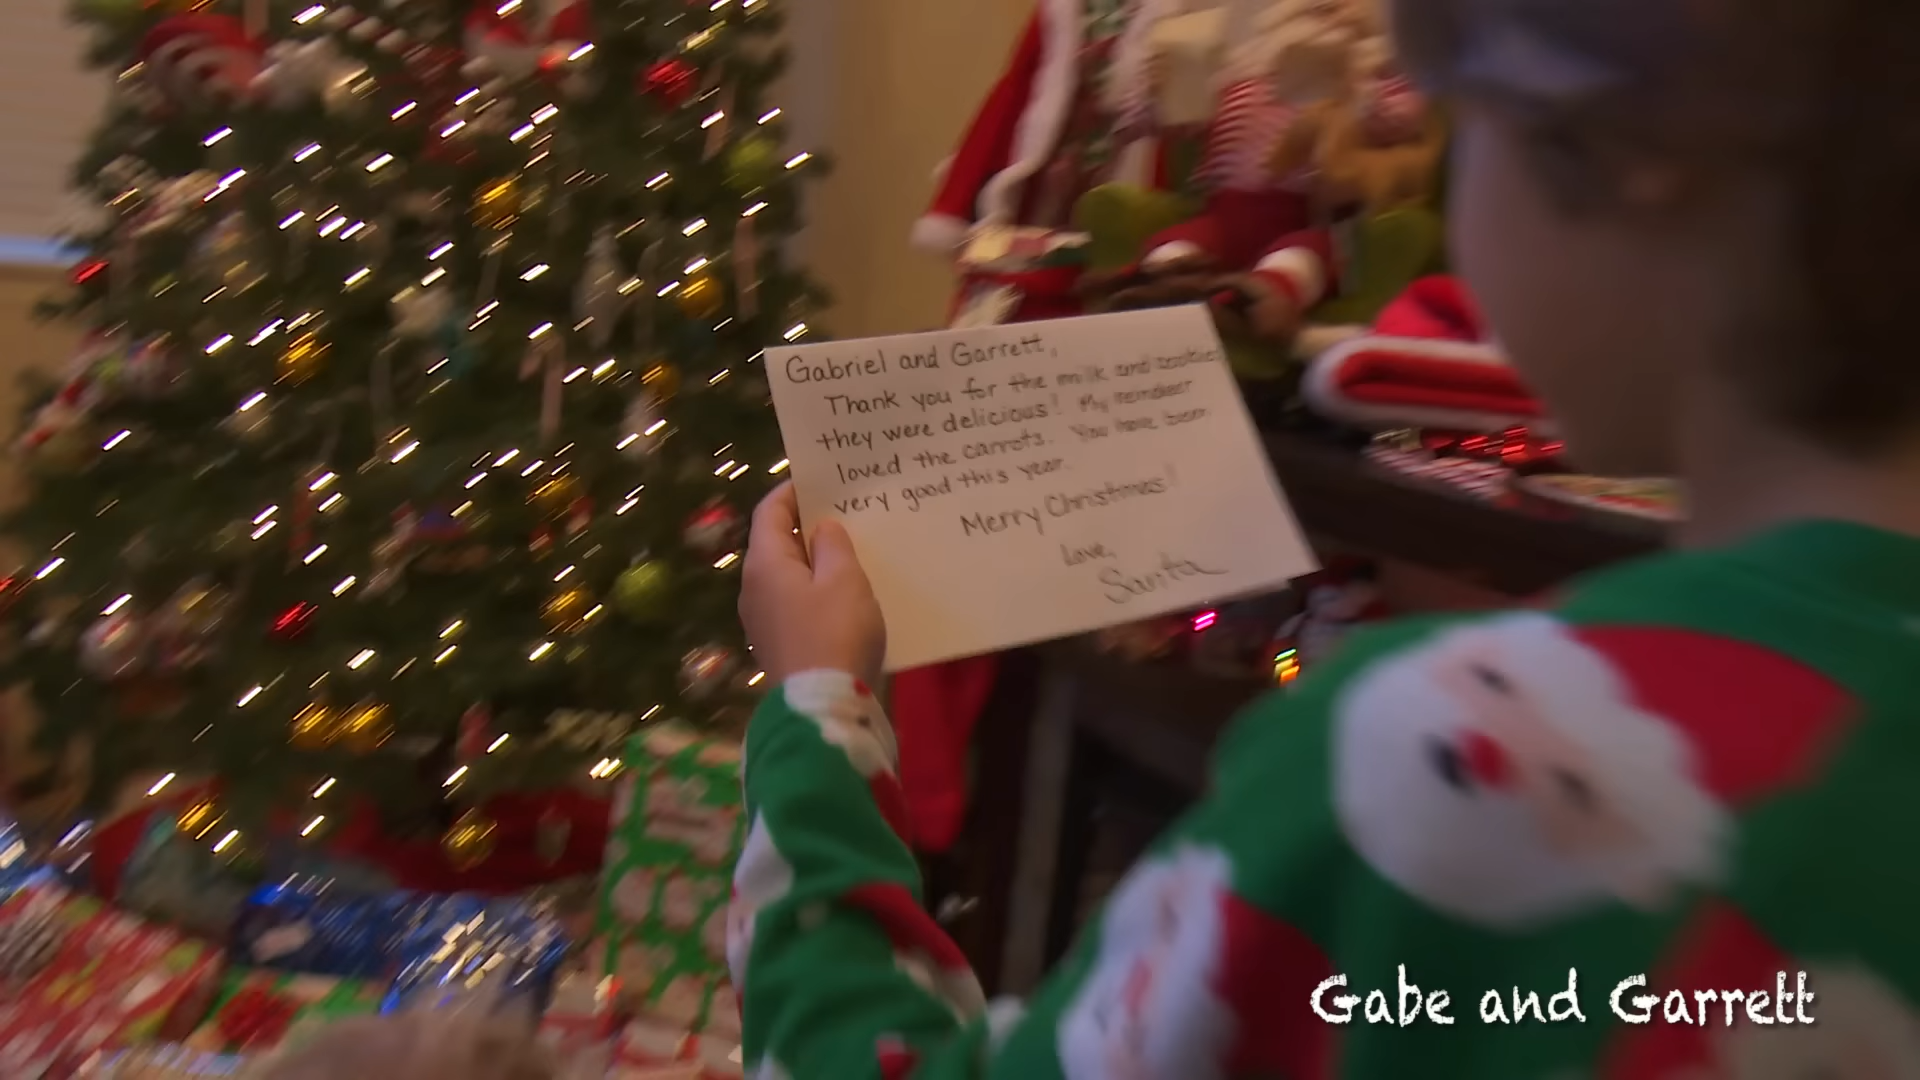 Gabriel and Garrett,
Thank you for the milk and cookies
they were delicious! My reindeer
loved the carrots. You have been
very good this year.
Merry Christmas!
Love,
Santa
Gabe and Garrett